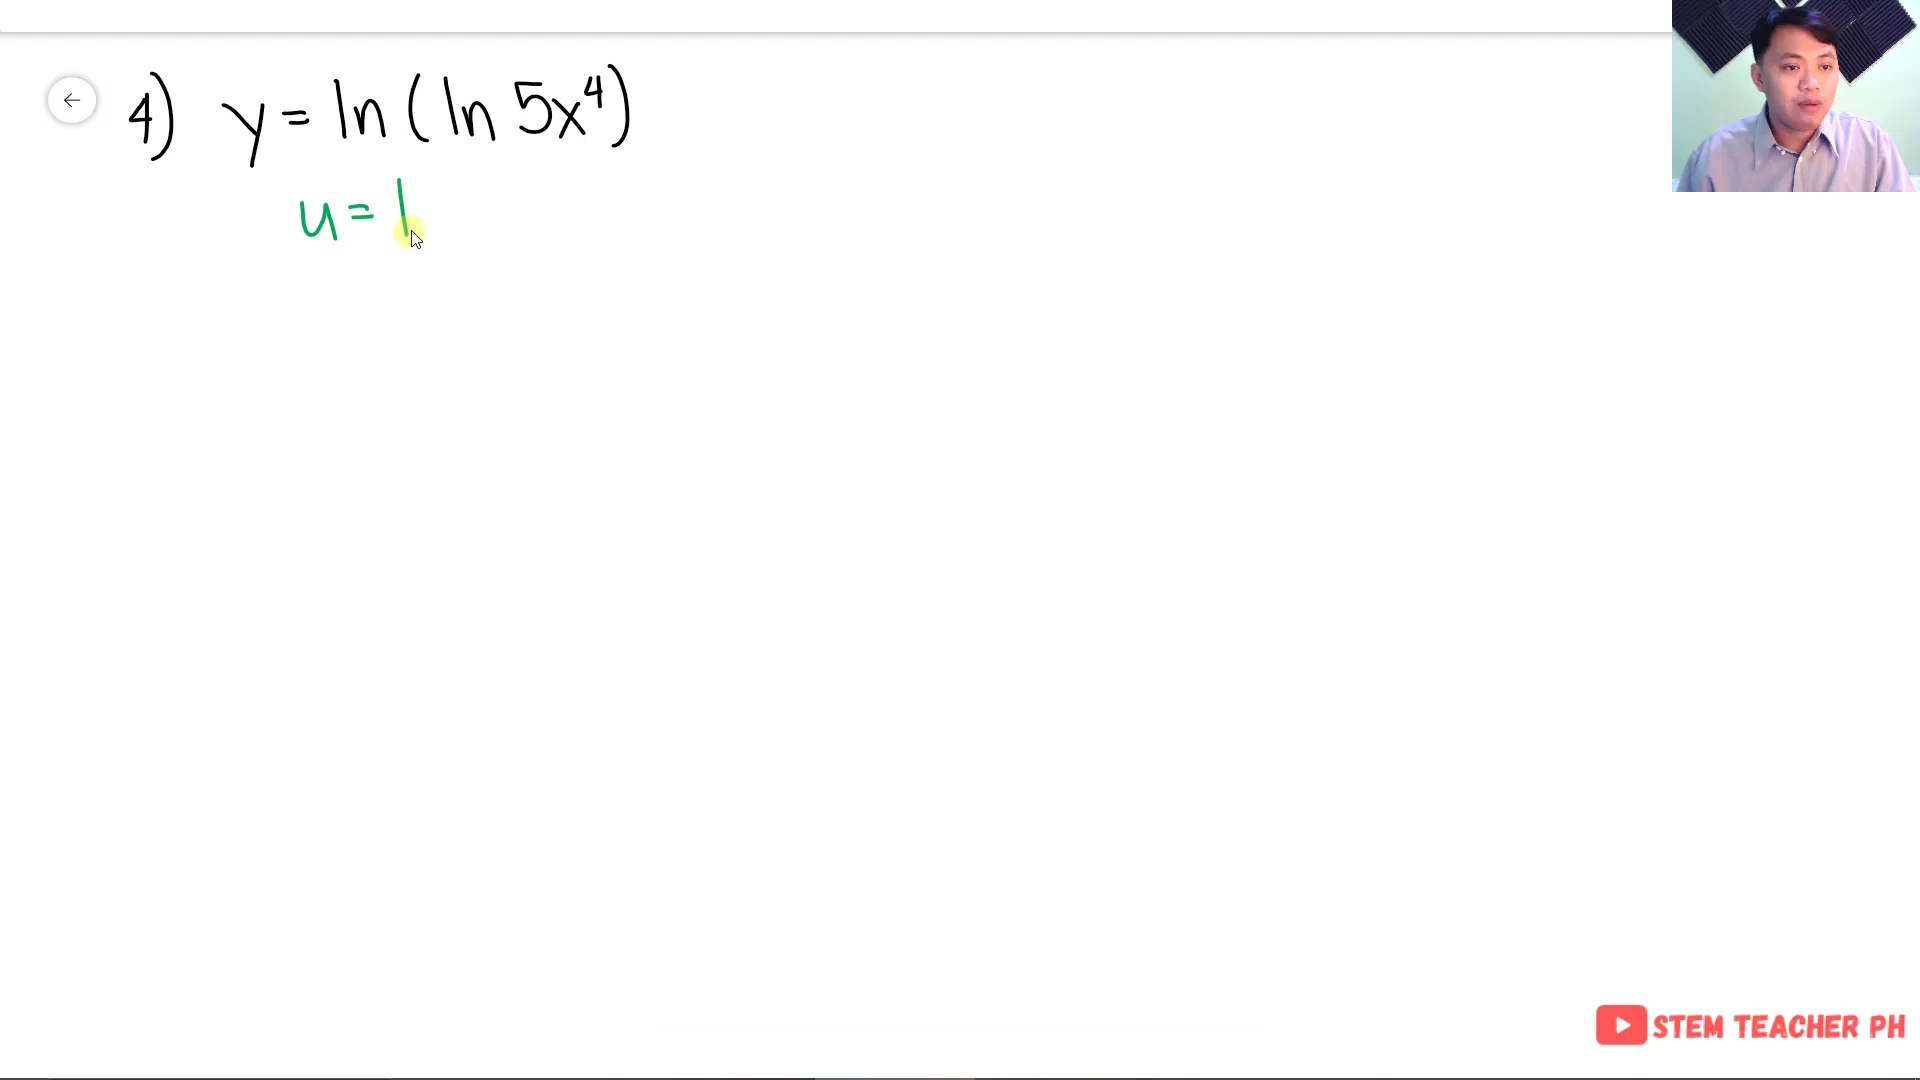 4) y = ln ( ln 5x⁴)
u = l
STEM TEACHER PH